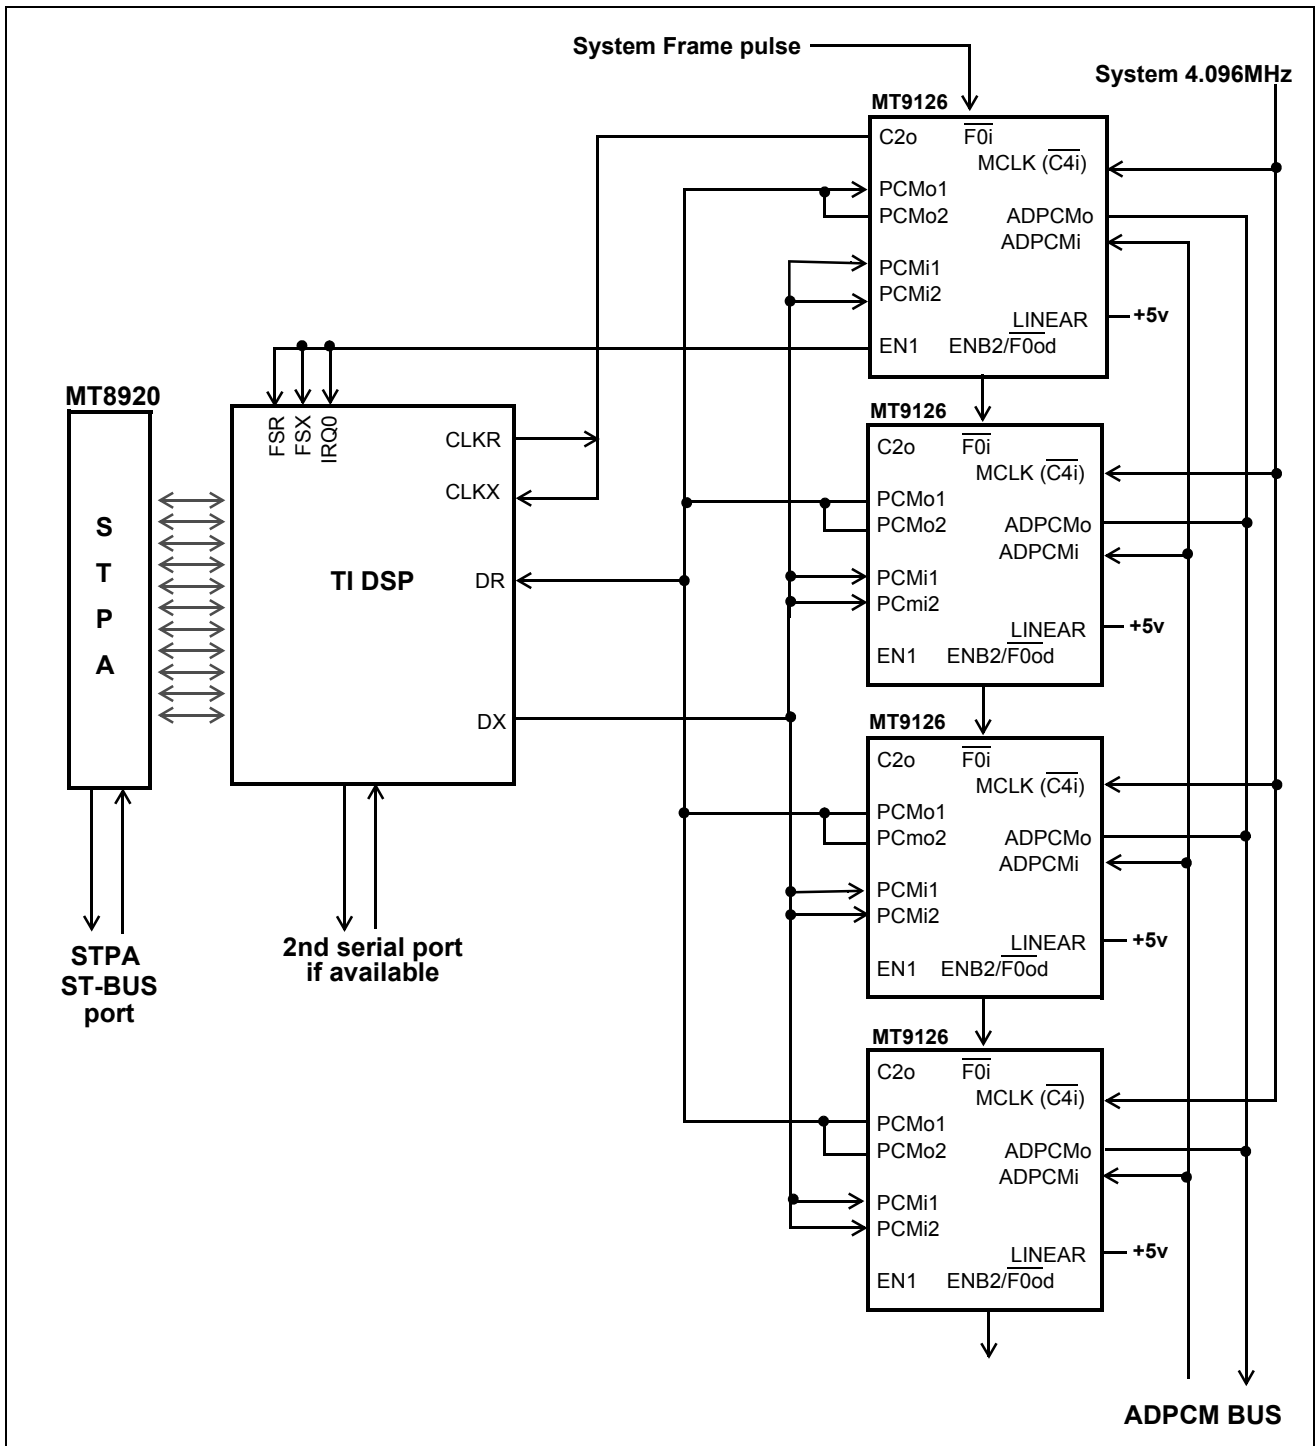 System Frame pulse
System 4.096MHz
MT9126
C2o F0i
MCLK (C4i)
PCMo1
PCMo2 ADPCMo
ADPCMi
PCMi1
PCMi2
LINEAR +5v
EN1 ENB2/F0od
MT8920
S
T
P
A
FSR
FSX
IRQ0
CLKR
CLKX
TI DSP
DR
DX
STPA
ST-BUS
port
2nd serial port
if available
MT9126
C2o F0i
MCLK (C4i)
PCMo1
PCMo2 ADPCMo
ADPCMi
PCMi1
PCmi2
LINEAR +5v
EN1 ENB2/F0od
MT9126
C2o F0i
MCLK (C4i)
PCMo1
PCmo2 ADPCMo
ADPCMi
PCMi1
PCMi2
LINEAR +5v
EN1 ENB2/F0od
MT9126
C2o F0i
MCLK (C4i)
PCMo1
PCMo2 ADPCMo
ADPCMi
PCMi1
PCMi2
LINEAR +5v
EN1 ENB2/F0od
ADPCM BUS